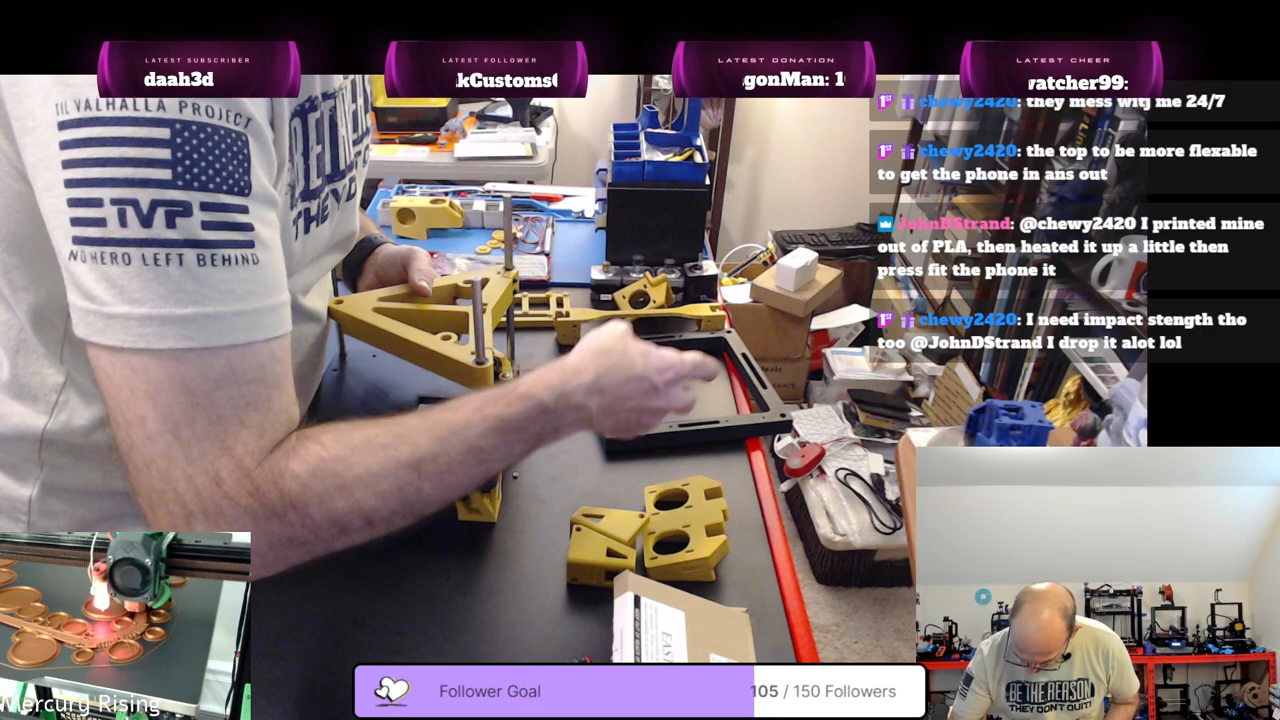 LATEST SUBSCRIBER
daah3d
LATEST FOLLOWER
kCustoms
LATEST DONATION
gonMan: 1
LATEST CHEER
watcher99:
chewy2420: they mess witj me 24/7
chewy2420: the top to be more flexable
to get the phone in ans out
JohnDStrand: @chewy2420 I printed mine
out of PLA, then heated it up a little then
press fit the phone it
chewy2420: I need impact stength tho
too @JohnDStrand I drop it alot lol
VALHALLA PROJECT
TVP
NO HERO LEFT BEHIND
THEY
BE THE REASON
THEY DON'T QUIT!
Mercury Rising
Follower Goal
105 / 150 Followers